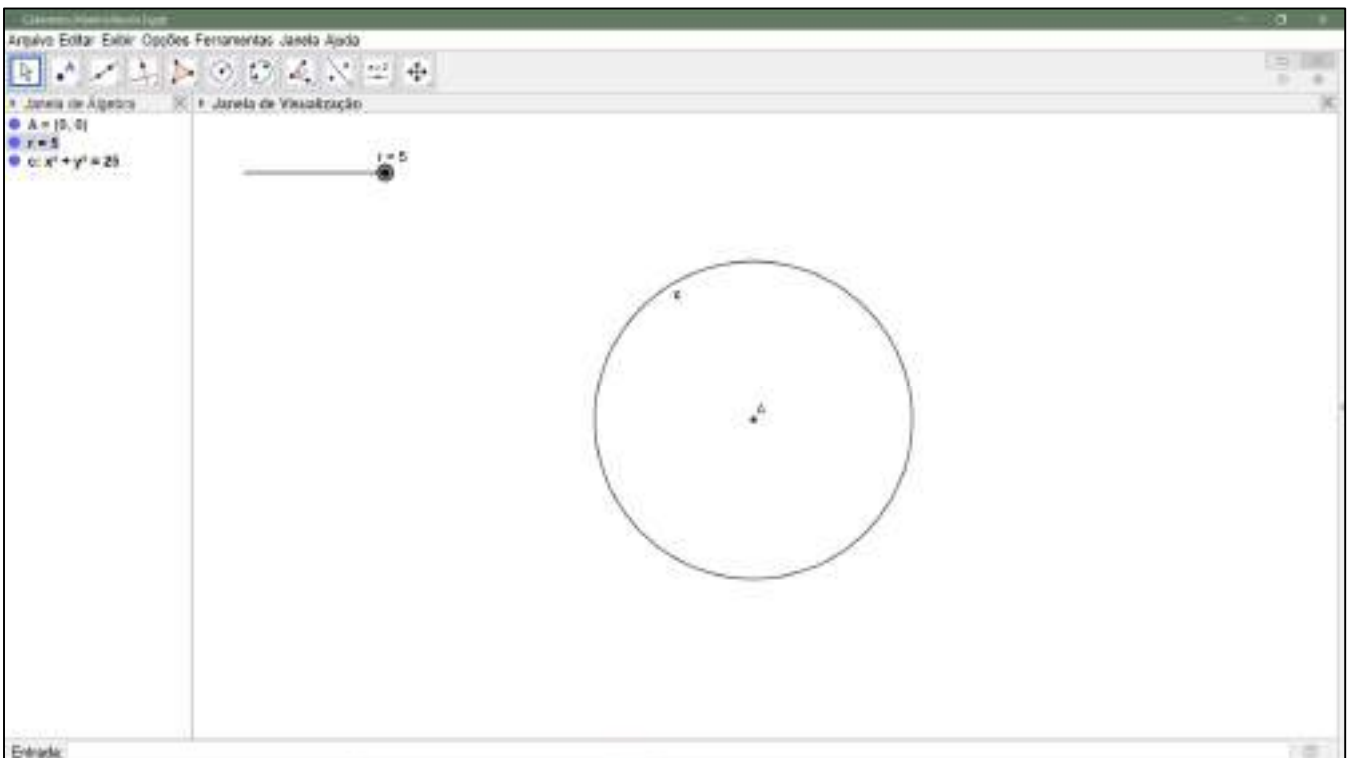 Arquivo Editar Exibir Opções Ferramentas Janela Ajuda
Janela de Álgebra
Janela de Visualização
A = (0, 0)
r = 5
c: x² + y² = 25
r = 5
c
A
Entrada: